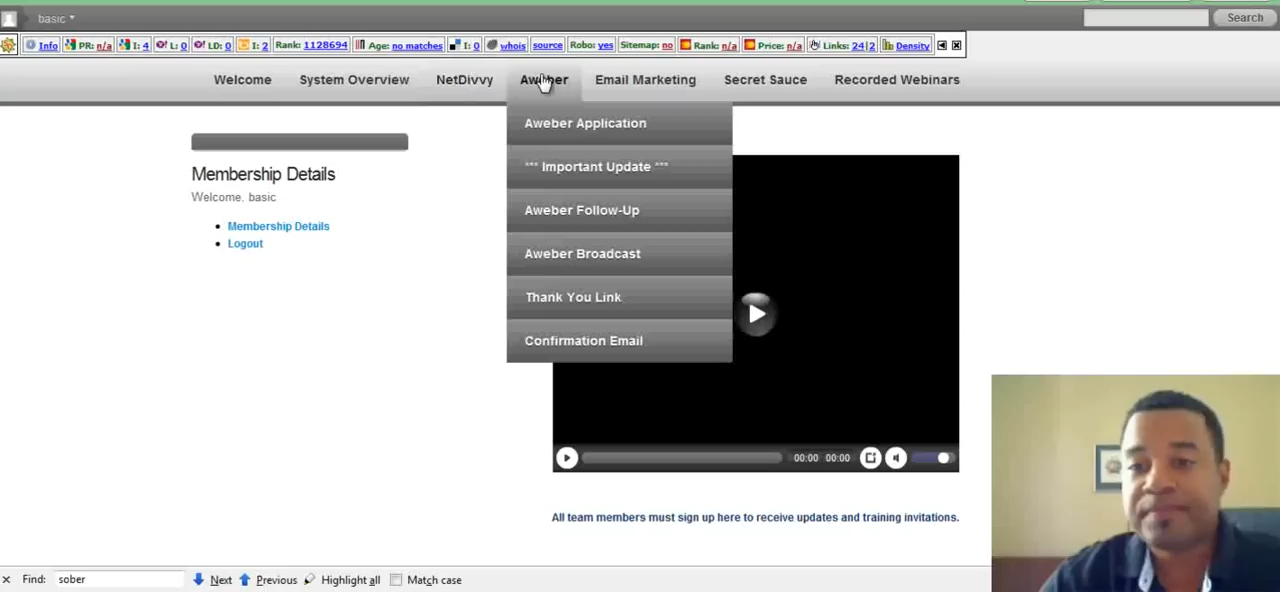 basic
Search
Info PR: n/a I: 4 L: 0 LD: 0 I: 2 Rank: 1128694 Age: no matches I: 0 whois source Robo: yes Sitemap: no Rank: n/a Price: n/a Links: 24|2 Density
Welcome System Overview NetDivvy Aweber Email Marketing Secret Sauce Recorded Webinars
Aweber Application
*** Important Update ***
Aweber Follow-Up
Aweber Broadcast
Thank You Link
Confirmation Email
Membership Details
Welcome, basic
Membership Details
Logout
00:00 00:00
All team members must sign up here to receive updates and training invitations.
Find: sober Next Previous Highlight all Match case